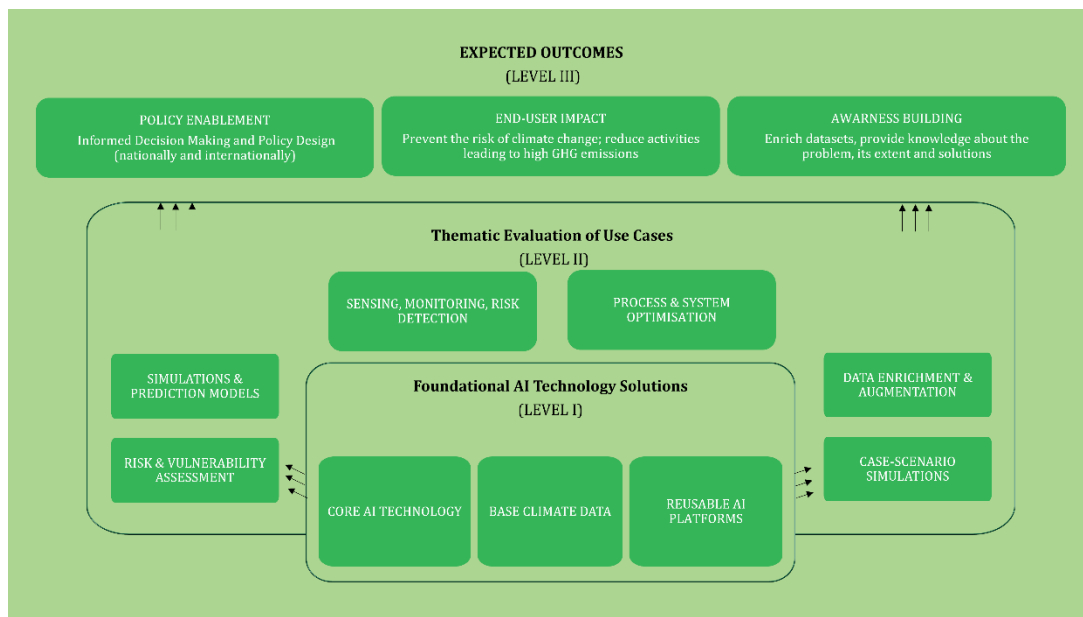 EXPECTED OUTCOMES
(LEVEL III)
POLICY ENABLEMENT
Informed Decision Making and Policy Design
(nationally and internationally)
END-USER IMPACT
Prevent the risk of climate change; reduce activities
leading to high GHG emissions
AWARNESS BUILDING
Enrich datasets, provide knowledge about the
problem, its extent and solutions
Thematic Evaluation of Use Cases
(LEVEL II)
SENSING, MONITORING, RISK
DETECTION
PROCESS & SYSTEM
OPTIMISATION
SIMULATIONS &
PREDICTION MODELS
RISK & VULNERABILITY
ASSESSMENT
DATA ENRICHMENT &
AUGMENTATION
CASE-SCENARIO
SIMULATIONS
Foundational AI Technology Solutions
(LEVEL I)
CORE AI TECHNOLOGY
BASE CLIMATE DATA
REUSABLE AI
PLATFORMS